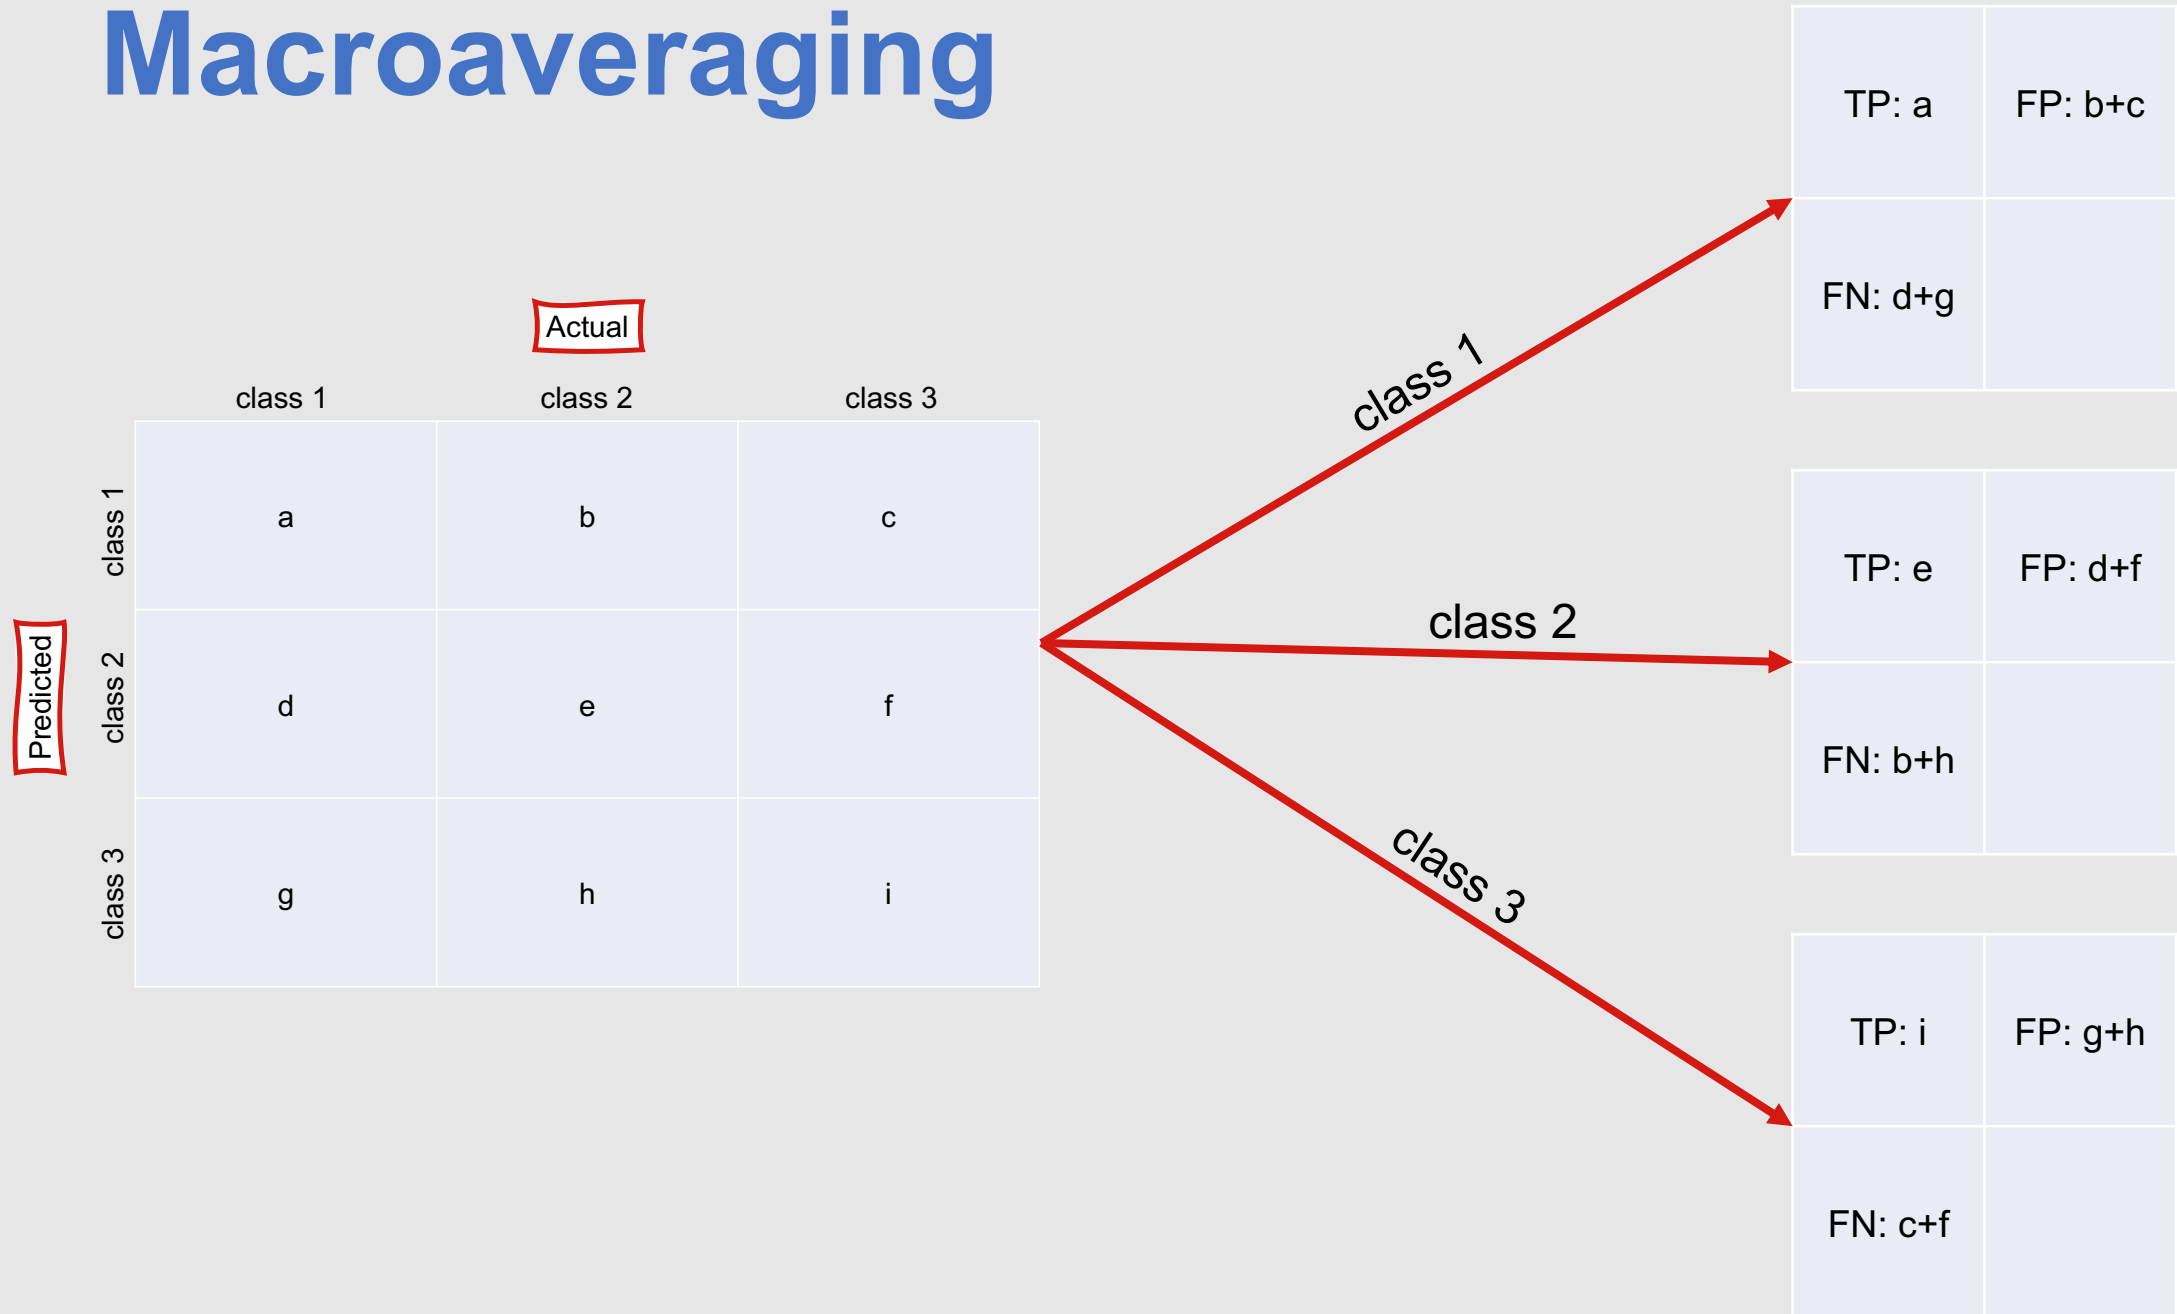 Macroaveraging
Actual
class 1 class 2 class 3
Predicted
class 1
a b c
class 2
d e f
class 3
g h i
class 1
TP: a FP: b+c
FN: d+g
class 2
TP: e FP: d+f
FN: b+h
class 3
TP: i FP: g+h
FN: c+f